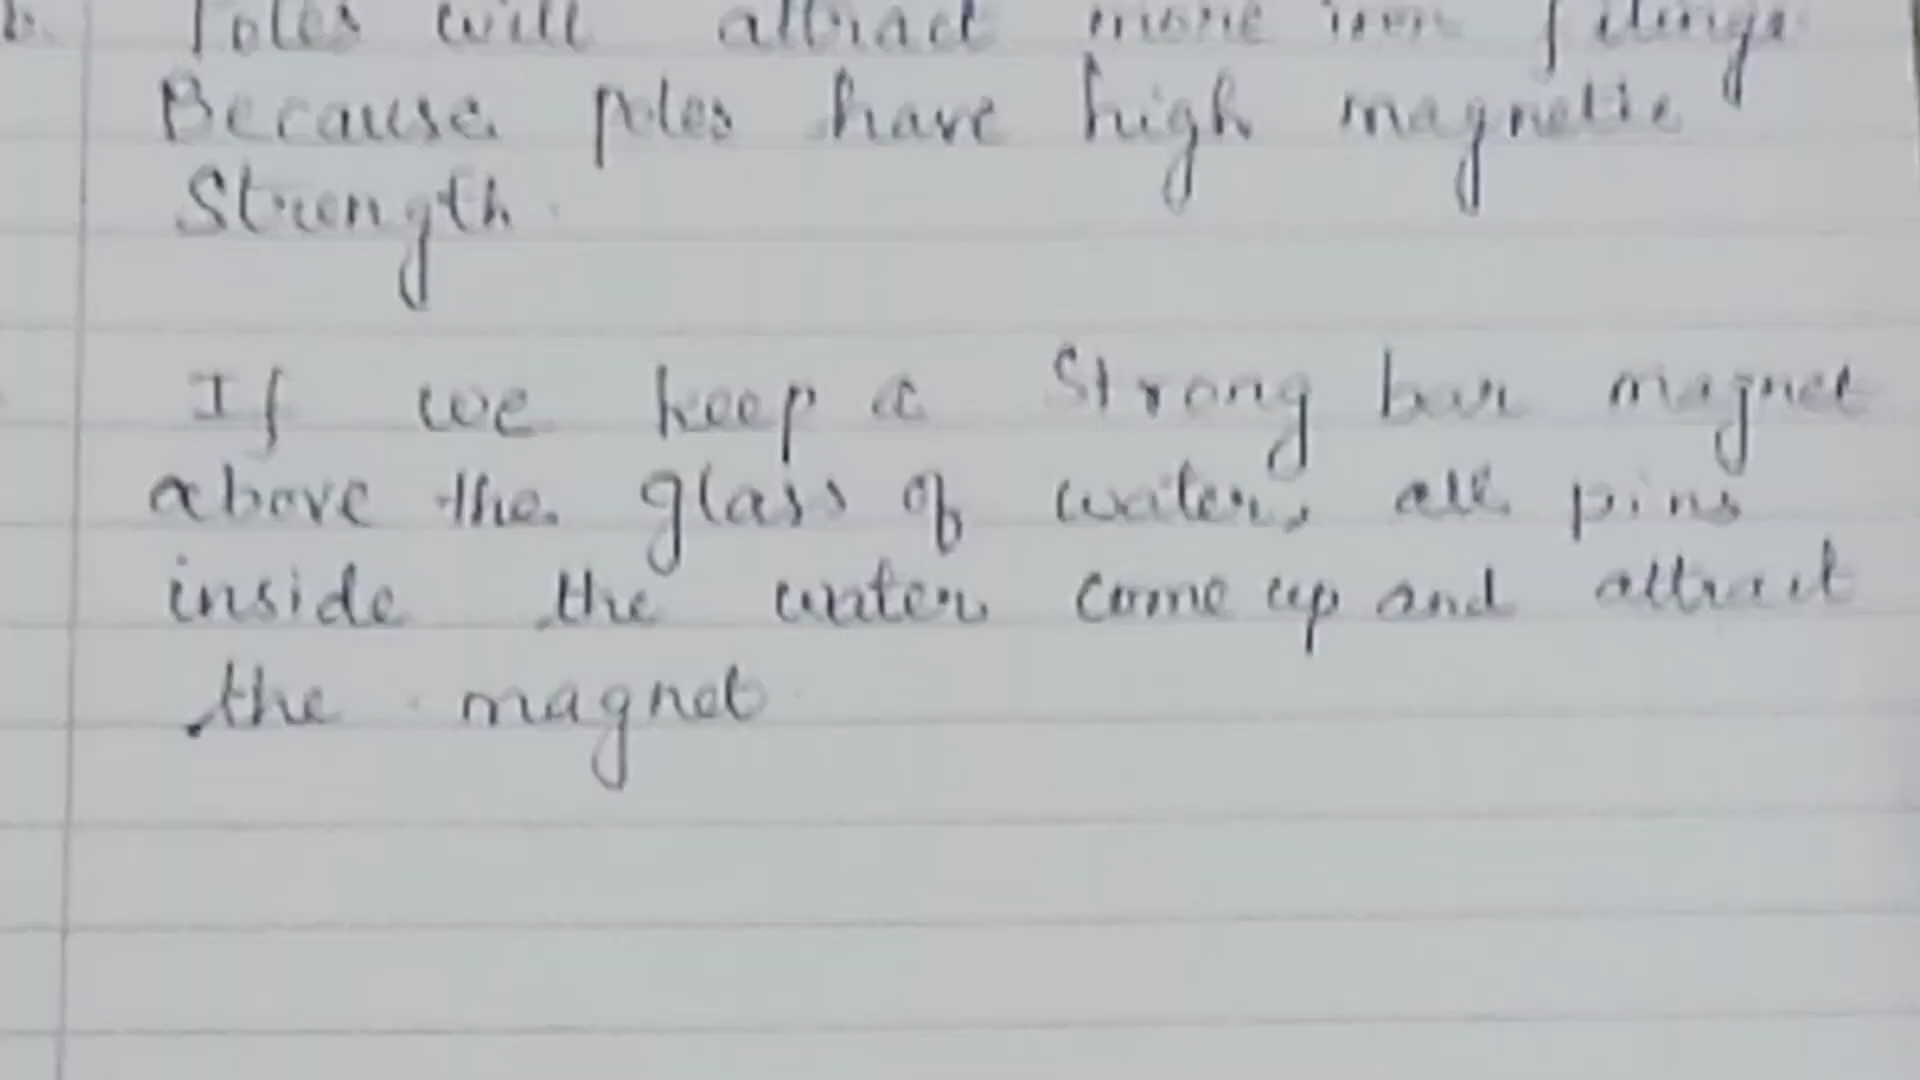 b. Poles will attract more iron filings
Because poles have high magnetic
Strength.
If we keep a Strong bar magnet
above the glass of water, all pins
inside the water come up and attract
the magnet